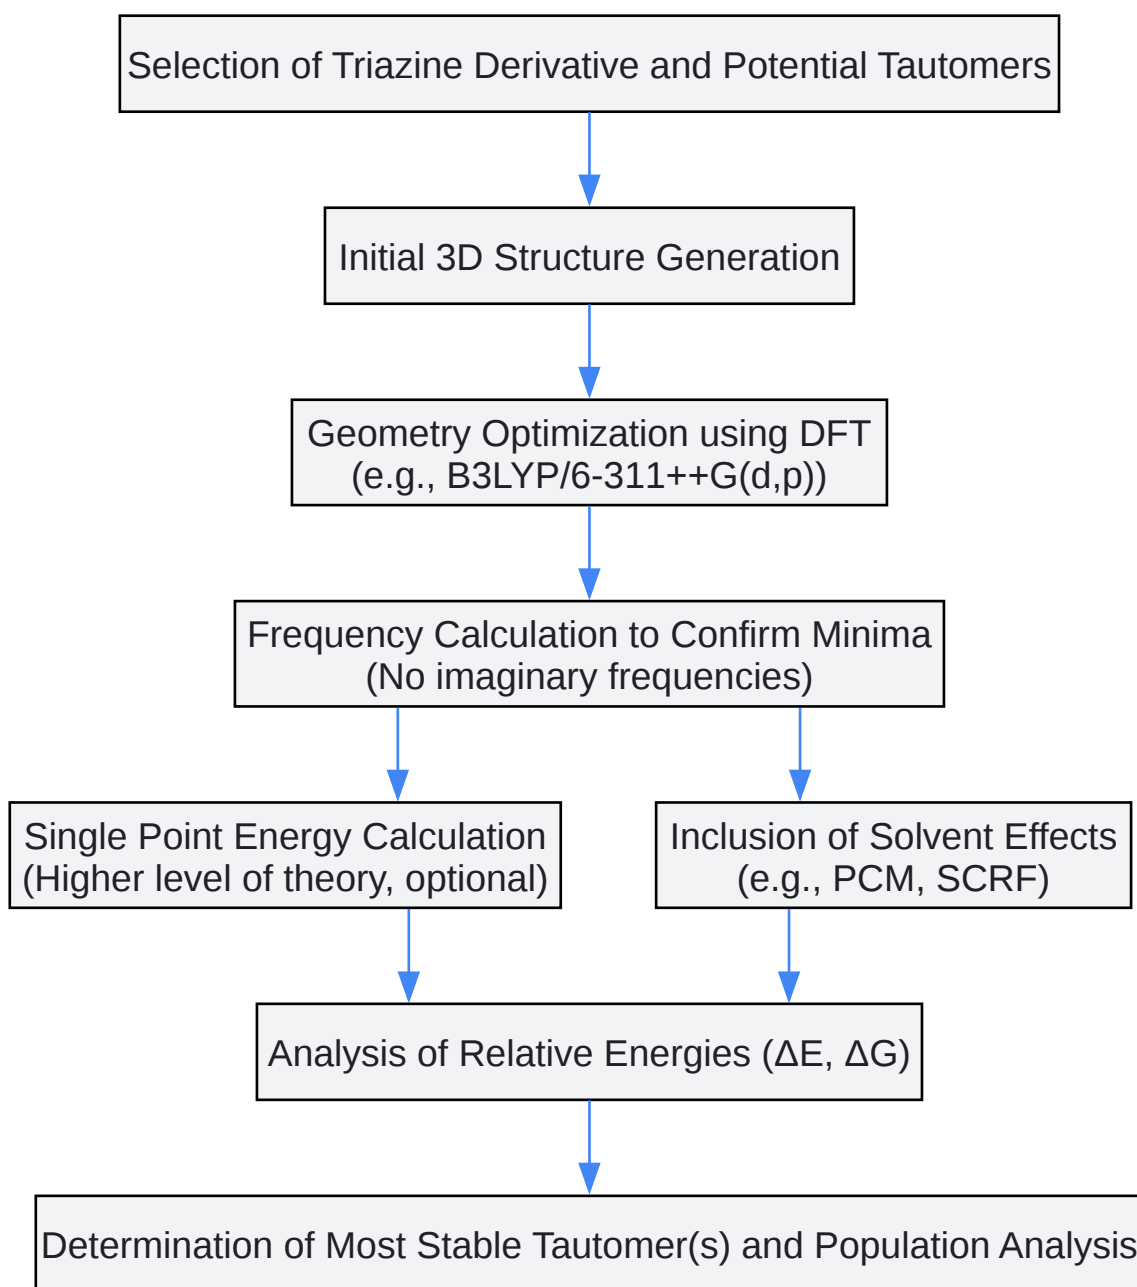 Selection of Triazine Derivative and Potential Tautomers
Initial 3D Structure Generation
Geometry Optimization using DFT
(e.g., B3LYP/6-311++G(d,p))
Frequency Calculation to Confirm Minima
(No imaginary frequencies)
Single Point Energy Calculation
(Higher level of theory, optional)
Inclusion of Solvent Effects
(e.g., PCM, SCRF)
Analysis of Relative Energies (ΔE, ΔG)
Determination of Most Stable Tautomer(s) and Population Analysis